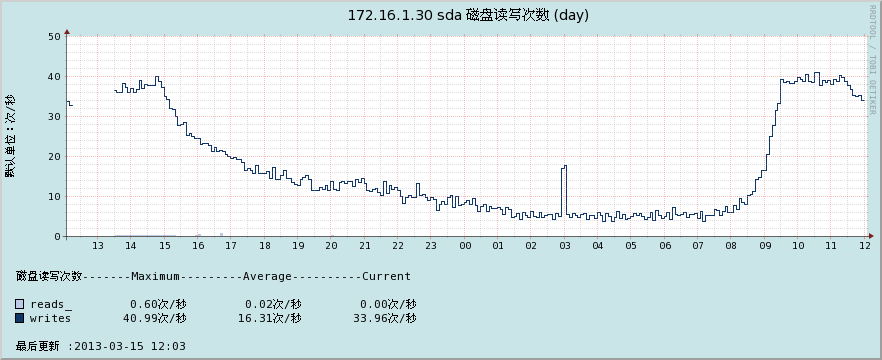 172.16.1.30 sda 磁盘读写次数 (day)
RRDTOOL / TOBI OETIKER
默认单位：次/秒
50
40
30
20
10
0
13 14 15 16 17 18 19 20 21 22 23 00 01 02 03 04 05 06 07 08 09 10 11 12
磁盘读写次数-------Maximum---------Average----------Current
reads_ 0.60次/秒 0.02次/秒 0.00次/秒
writes 40.99次/秒 16.31次/秒 33.96次/秒
最后更新 :2013-03-15 12:03